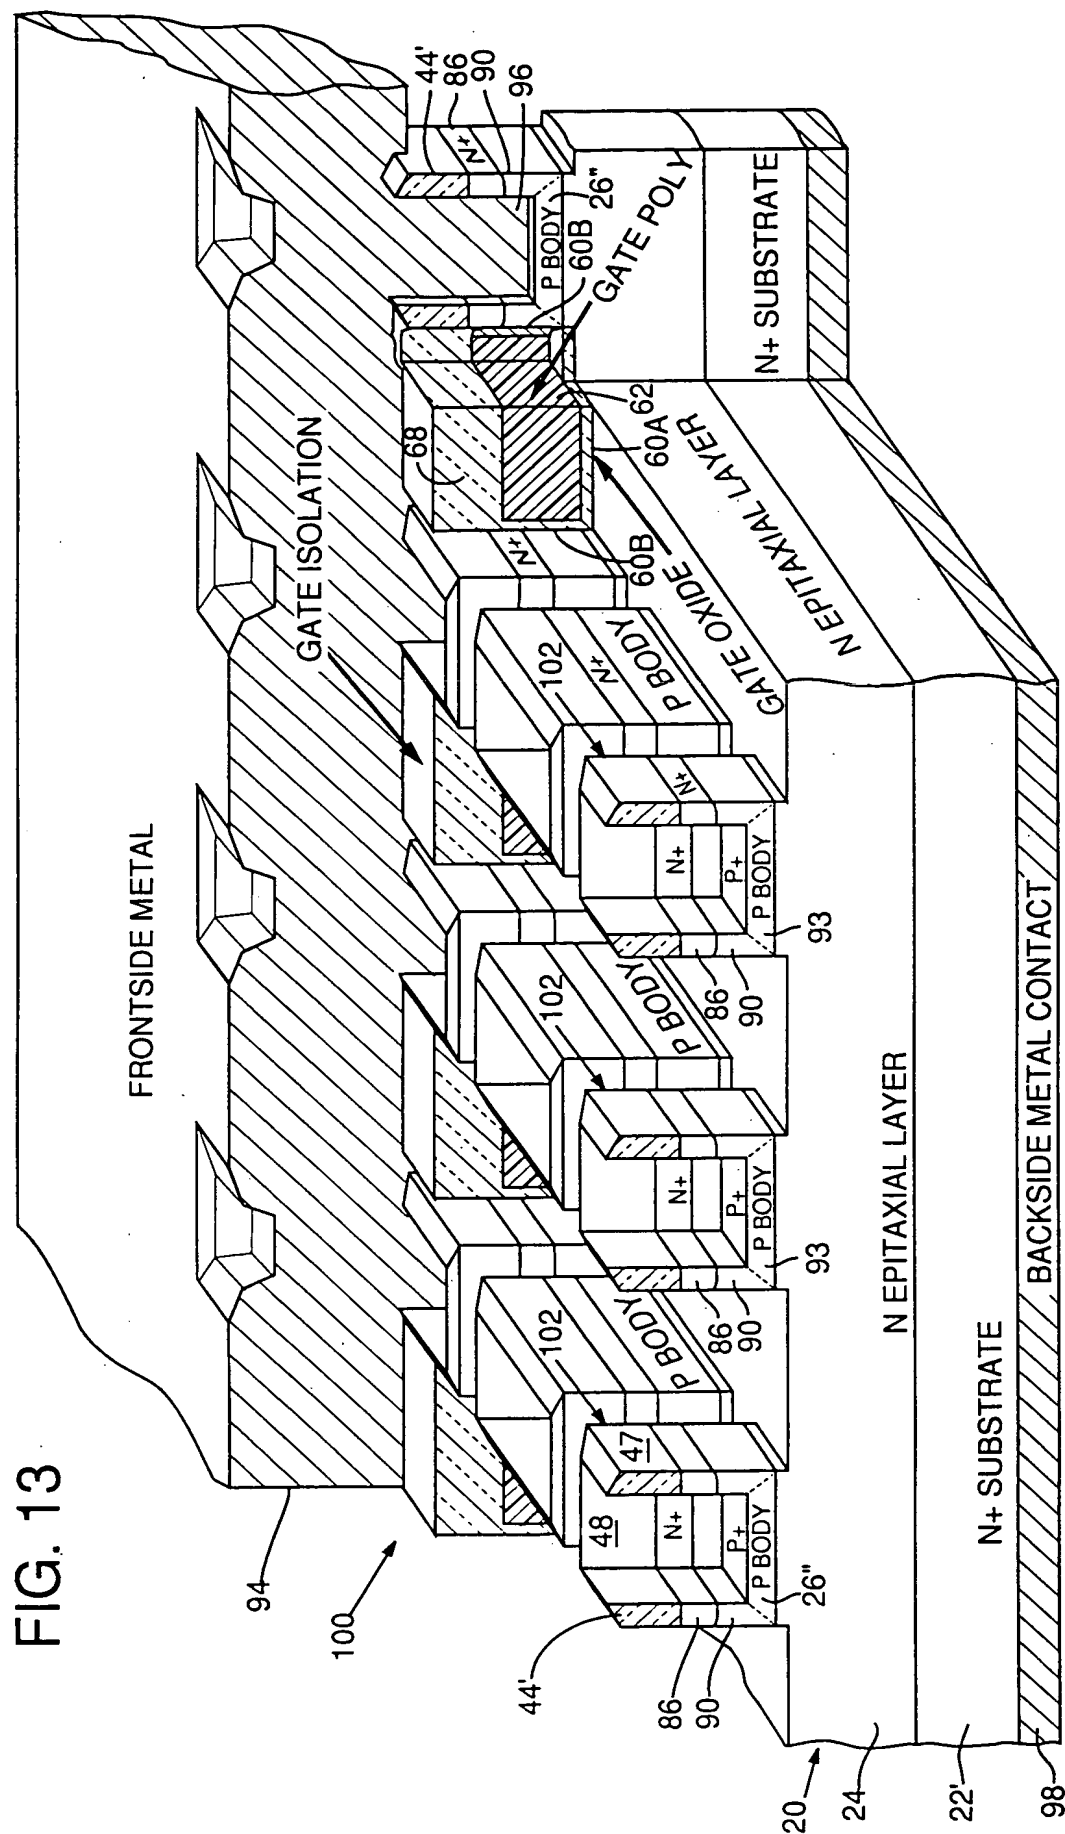 FIG. 13
FRONTSIDE METAL
94
100
GATE ISOLATION
68
44'
86
N+
90
96
P BODY
26"
60B
GATE POLY
62
60A
60B
N+
GATE OXIDE
N EPITAXIAL LAYER
N+ SUBSTRATE
102
N+
P BODY
N+
N+
P+
P BODY
93
86
90
102
P BODY
N+
P+
P BODY
93
86
90
102
P BODY
47
48
N+
P+
P BODY
26"
44'
86
90
20
24
N EPITAXIAL LAYER
22'
N+ SUBSTRATE
98
BACKSIDE METAL CONTACT